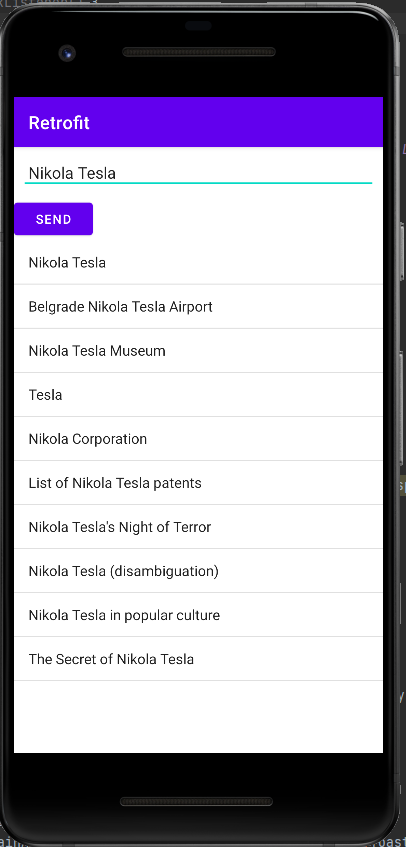 Retrofit
Nikola Tesla
SEND
Nikola Tesla
Belgrade Nikola Tesla Airport
Nikola Tesla Museum
Tesla
Nikola Corporation
List of Nikola Tesla patents
Nikola Tesla's Night of Terror
Nikola Tesla (disambiguation)
Nikola Tesla in popular culture
The Secret of Nikola Tesla